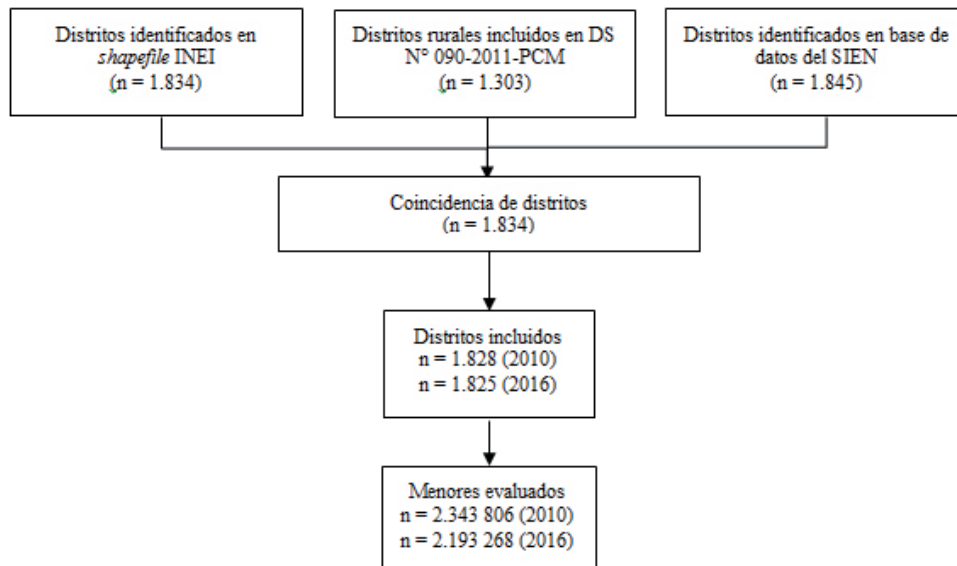 Distritos identificados en
shapefile INEI
(n = 1.834)
Distritos rurales incluidos en DS
N° 090-2011-PCM
(n = 1.303)
Distritos identificados en base de
datos del SIEN
(n = 1.845)
Coincidencia de distritos
(n = 1.834)
Distritos incluidos
n = 1.828 (2010)
n = 1.825 (2016)
Menores evaluados
n = 2.343 806 (2010)
n = 2.193 268 (2016)